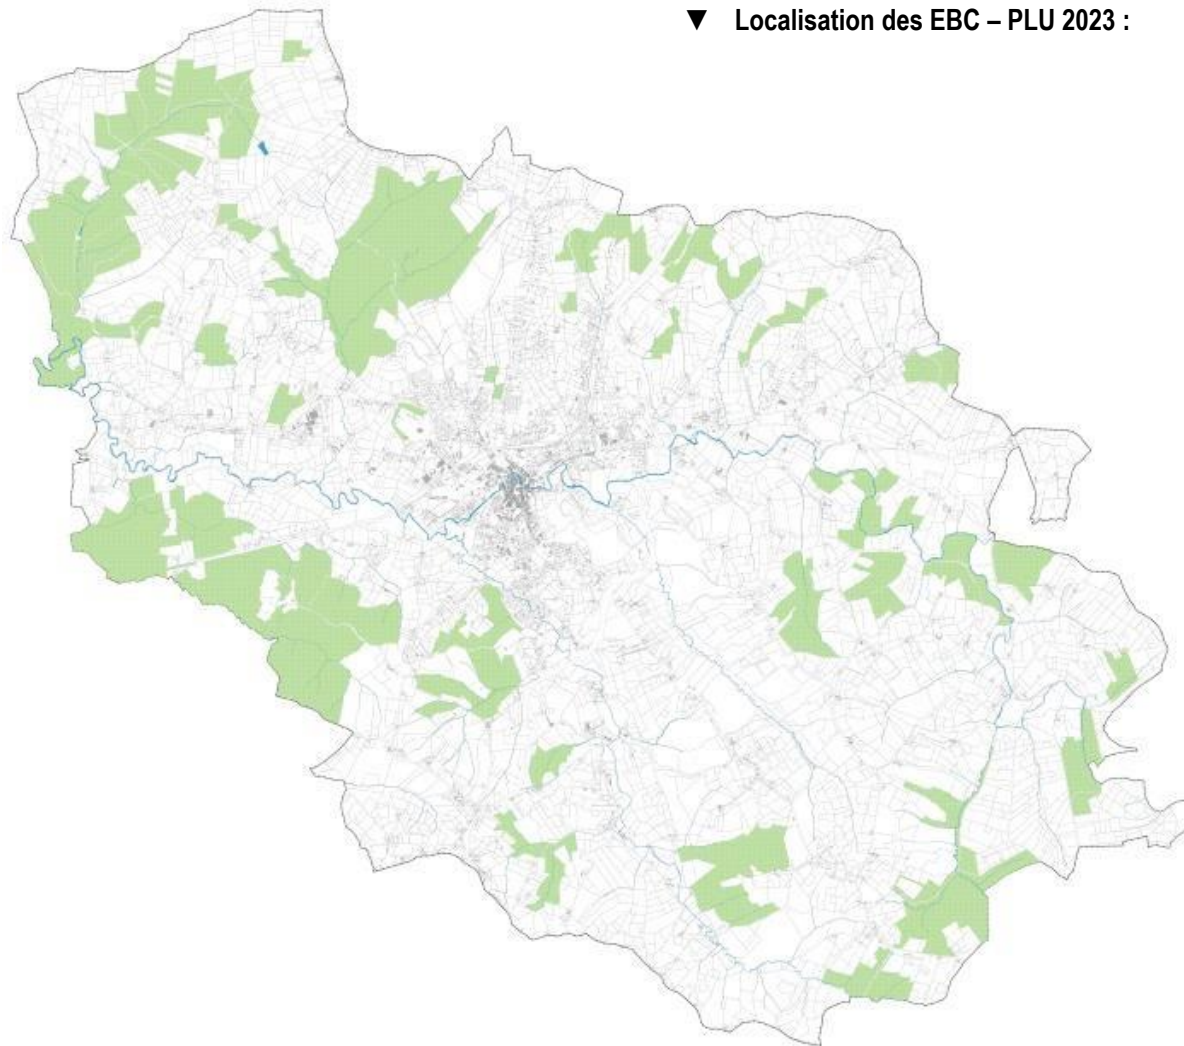 ▼ Localisation des EBC – PLU 2023 :